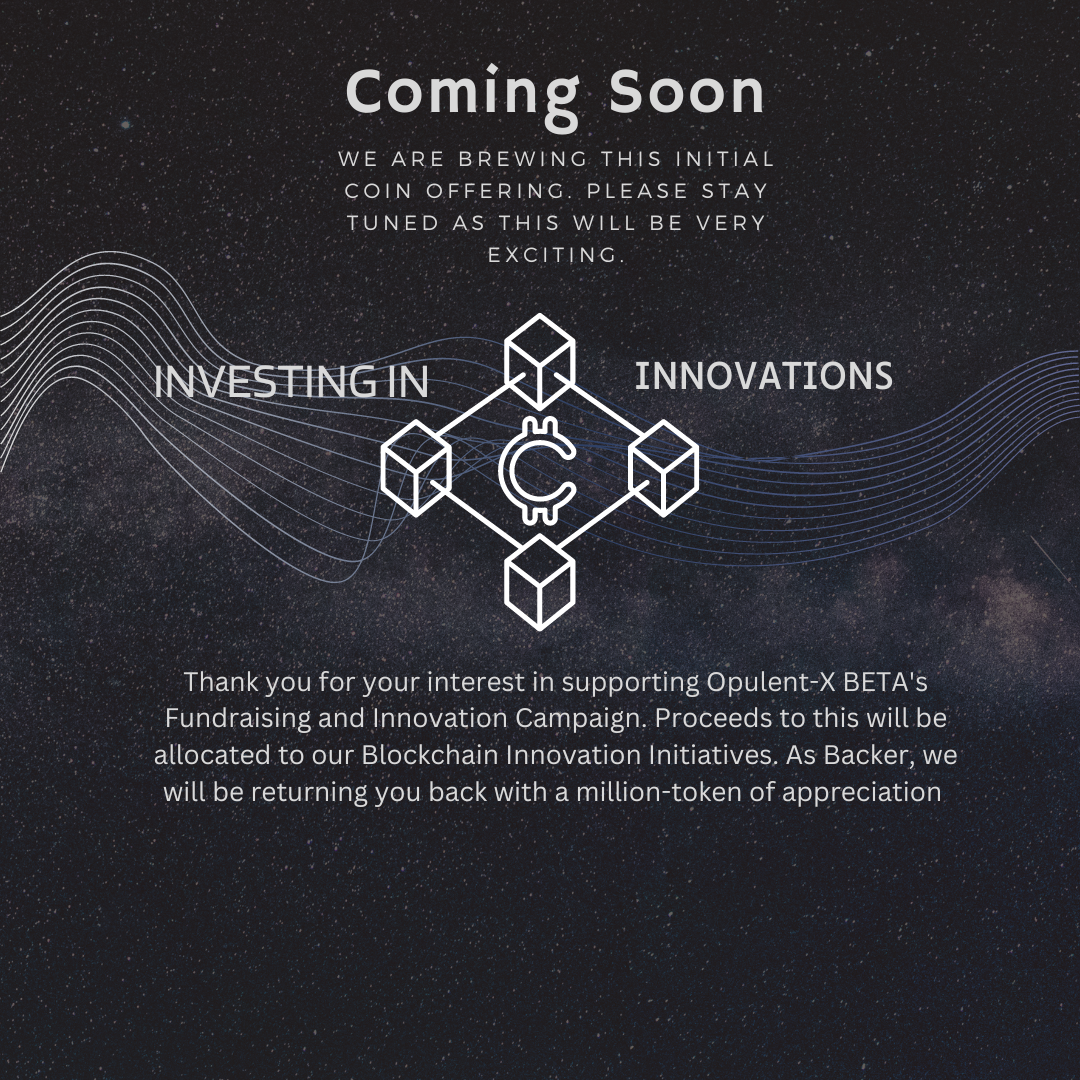 Coming Soon
WE ARE BREWING THIS INITIAL
COIN OFFERING. PLEASE STAY
TUNED AS THIS WILL BE VERY
EXCITING.
INVESTING IN
INNOVATIONS
Thank you for your interest in supporting Opulent-X BETA's
Fundraising and Innovation Campaign. Proceeds to this will be
allocated to our Blockchain Innovation Initiatives. As Backer, we
will be returning you back with a million-token of appreciation